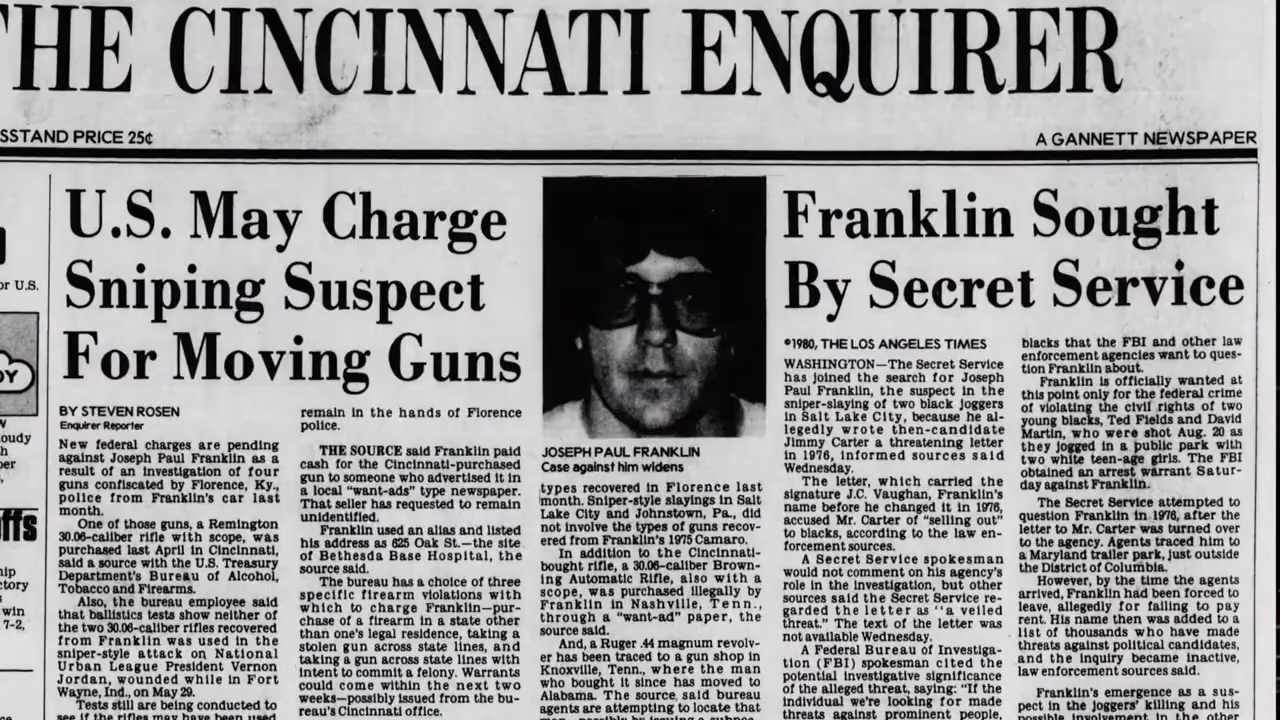 THE CINCINNATI ENQUIRER
SSTAND PRICE 25¢
A GANNETT NEWSPAPER
or U.S.
oudy
ffs
win
7-2,
U.S. May Charge
Sniping Suspect
For Moving Guns
BY STEVEN ROSEN
Enquirer Reporter
New federal charges are pending
against Joseph Paul Franklin as a
result of an investigation of four
guns confiscated by Florence, Ky.,
police from Franklin's car last
month.
One of those guns, a Remington
30.06-caliber rifle with scope, was
purchased last April in Cincinnati,
said a source with the U.S. Treasury
Department's Bureau of Alcohol,
Tobacco and Firearms.
Also, the bureau employee said
that ballistics tests show neither of
the two 30.06-caliber rifles recovered
from Franklin was used in the
sniper-style attack on National
Urban League President Vernon
Jordan, wounded while in Fort
Wayne, Ind., on May 29.
Tests still are being conducted to
see if the rifles may have been used
remain in the hands of Florence
police.
THE SOURCE said Franklin paid
cash for the Cincinnati-purchased
gun to someone who advertised it in
a local "want-ads" type newspaper.
That seller has requested to remain
unidentified.
Franklin used an alias and listed
his address as 625 Oak St.—the site
of Bethesda Base Hospital, the
source said.
The bureau has a choice of three
specific firearm violations with
which to charge Franklin—pur-
chase of a firearm in a state other
than one's legal residence, taking a
stolen gun across state lines, and
taking a gun across state lines with
intent to commit a felony. Warrants
could come within the next two
weeks—possibly issued from the bu-
reau's Cincinnati office.
JOSEPH PAUL FRANKLIN
Case against him widens
types recovered in Florence last
month. Sniper-style slayings in Salt
Lake City and Johnstown, Pa., did
not involve the types of guns recov-
ered from Franklin's 1975 Camaro.
In addition to the Cincinnati-
bought rifle, a 30.06-caliber Brown-
ing Automatic Rifle, also with a
scope, was purchased illegally by
Franklin in Nashville, Tenn.,
through a "want-ad" paper, the
source said.
And, a Ruger .44 magnum revolv-
er has been traced to a gun shop in
Knoxville, Tenn., where the man
who bought it since has moved to
Alabama. The source, said bureau
agents are attempting to locate that
Franklin Sought
By Secret Service
©1980, THE LOS ANGELES TIMES
WASHINGTON—The Secret Service
has joined the search for Joseph
Paul Franklin, the suspect in the
sniper-slaying of two black joggers
in Salt Lake City, because he al-
legedly wrote then-candidate
Jimmy Carter a threatening letter
in 1976, informed sources said
Wednesday.
The letter, which carried the
signature J.C. Vaughan, Franklin's
name before he changed it in 1976,
accused Mr. Carter of "selling out"
to blacks, according to the law en-
forcement sources.
A Secret Service spokesman
would not comment on his agency's
role in the investigation, but other
sources said the Secret Service re-
garded the letter as "a veiled
threat." The text of the letter was
not available Wednesday.
A Federal Bureau of Investiga-
tion (FBI) spokesman cited the
potential investigative significance
of the alleged threat, saying: "If the
individual we're looking for made
threats against prominent people,
blacks that the FBI and other law
enforcement agencies want to ques-
tion Franklin about.
Franklin is officially wanted at
this point only for the federal crime
of violating the civil rights of two
young blacks, Ted Fields and David
Martin, who were shot Aug. 20 as
they jogged in a public park with
two white teen-age girls. The FBI
obtained an arrest warrant Satur-
day against Franklin.
The Secret Service attempted to
question Franklin in 1976, after the
letter to Mr. Carter was turned over
to the agency. Agents traced him to
a Maryland trailer park, just outside
the District of Columbia.
However, by the time the agents
arrived, Franklin had been forced to
leave, allegedly for failing to pay
rent. His name then was added to a
list of thousands who have made
threats against political candidates,
and the inquiry became inactive,
law enforcement sources said.
Franklin's emergence as a sus-
pect in the joggers' killing and his
possible involvement in the other